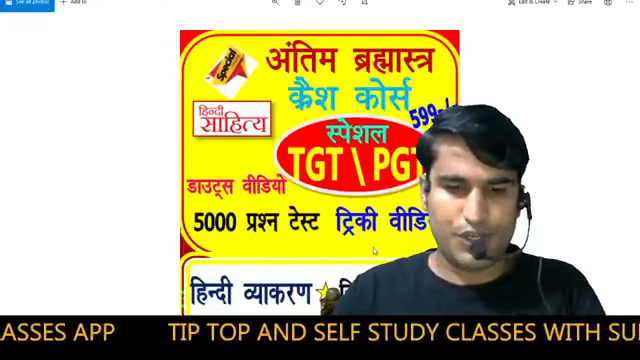 See all photos
Add to
Edit & Create
Share
Special
अंतिम ब्रह्मास्त्र
क्रैश कोर्स
599-/-
हिन्दी
साहित्य
स्पेशल
TGT \ PGT
डाउट्स वीडियो
5000 प्रश्न टेस्ट ट्रिकी
हिन्दी व्याकरण
LASSES APP TIP TOP AND SELF STUDY CLASSES WITH SU